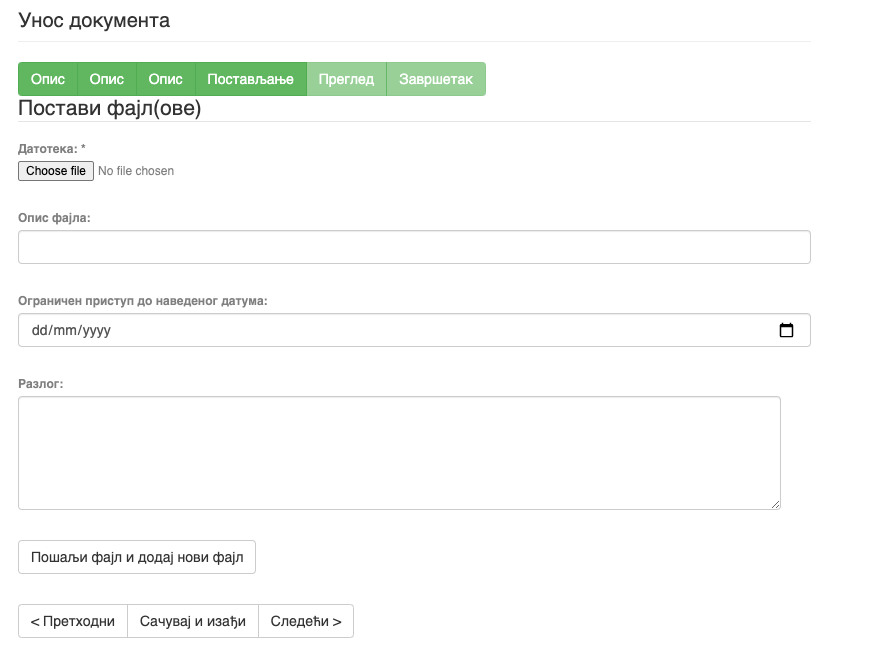 Унос документа
Опис Опис Опис Постављање Преглед Завршетак
Постави фајл(ове)
Датотека: *
Choose file No file chosen
Опис фајла:
Ограничен приступ до наведеног датума:
dd/mm/yyyy
Разлог:
Пошаљи фајл и додај нови фајл
< Претходни Сачувај и изађи Следећи >